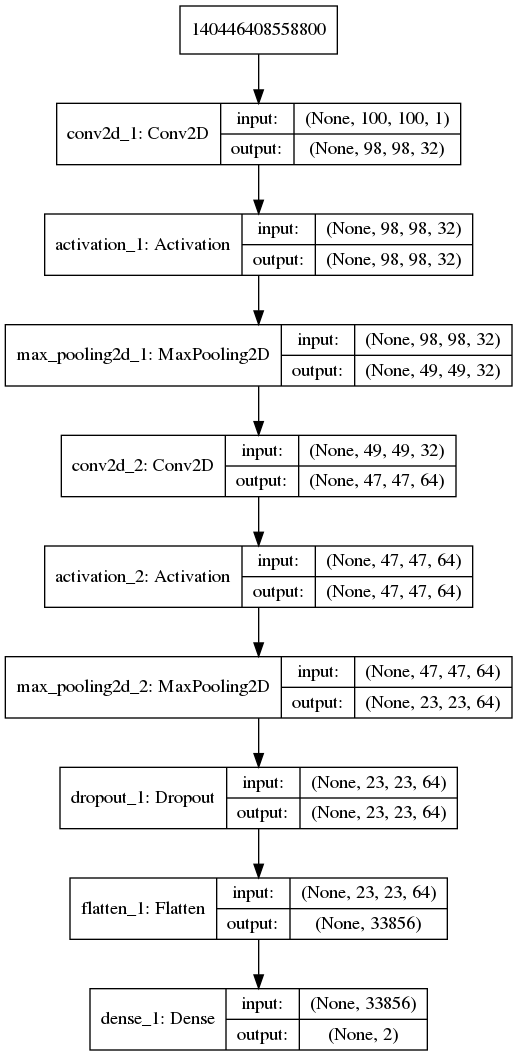 140446408558800
conv2d_1: Conv2D
input:
(None, 100, 100, 1)
output:
(None, 98, 98, 32)
activation_1: Activation
input:
(None, 98, 98, 32)
output:
(None, 98, 98, 32)
max_pooling2d_1: MaxPooling2D
input:
(None, 98, 98, 32)
output:
(None, 49, 49, 32)
conv2d_2: Conv2D
input:
(None, 49, 49, 32)
output:
(None, 47, 47, 64)
activation_2: Activation
input:
(None, 47, 47, 64)
output:
(None, 47, 47, 64)
max_pooling2d_2: MaxPooling2D
input:
(None, 47, 47, 64)
output:
(None, 23, 23, 64)
dropout_1: Dropout
input:
(None, 23, 23, 64)
output:
(None, 23, 23, 64)
flatten_1: Flatten
input:
(None, 23, 23, 64)
output:
(None, 33856)
dense_1: Dense
input:
(None, 33856)
output:
(None, 2)